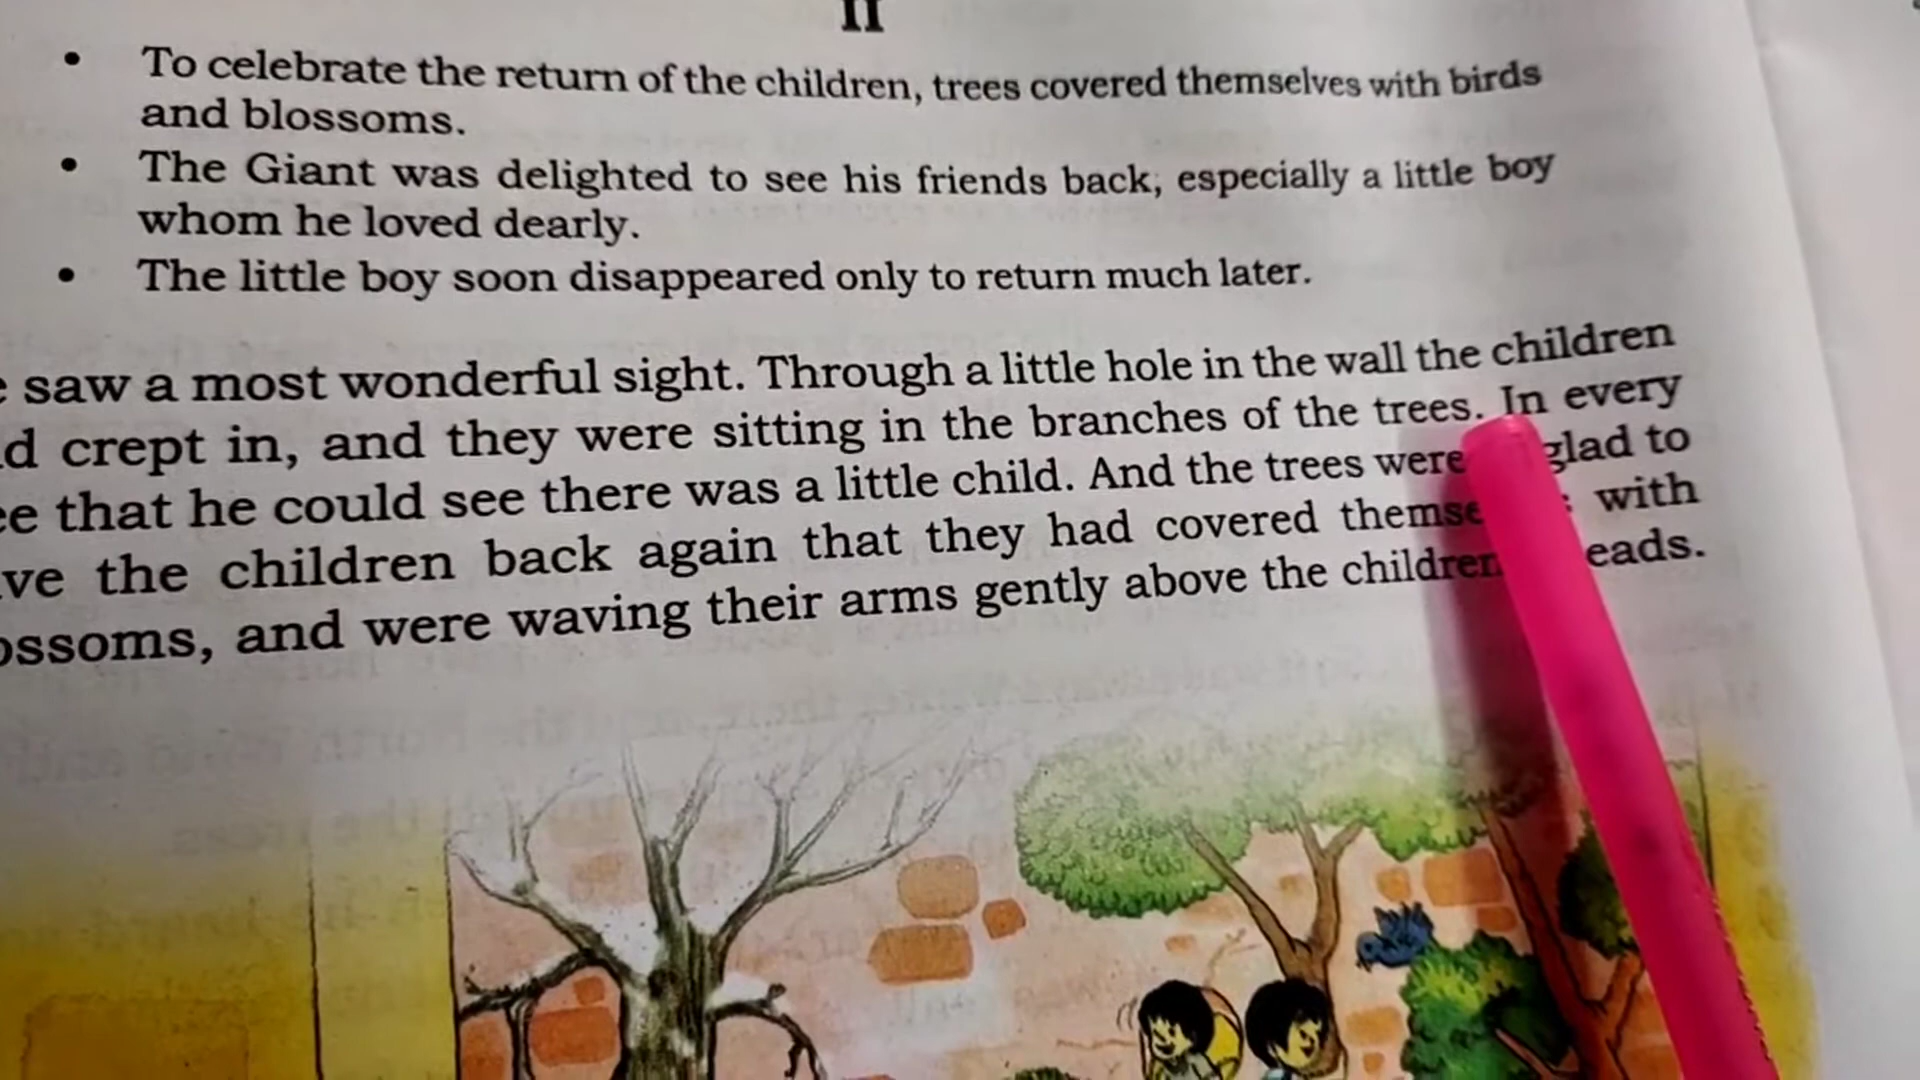 II
• To celebrate the return of the children, trees covered themselves with birds
and blossoms.
• The Giant was delighted to see his friends back, especially a little boy
whom he loved dearly.
• The little boy soon disappeared only to return much later.
saw a most wonderful sight. Through a little hole in the wall the children
crept in, and they were sitting in the branches of the trees. In every
that he could see there was a little child. And the trees were glad to
the children back again that they had covered with
and were waving their arms gently above the